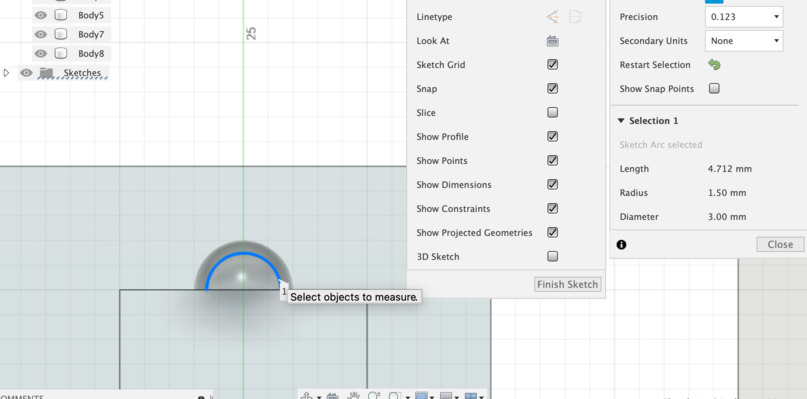 Body5
Body7
Body8
Sketches
25
Linetype
Look At
Sketch Grid
Snap
Slice
Show Profile
Show Points
Show Dimensions
Show Constraints
Show Projected Geometries
3D Sketch
Finish Sketch
Precision 0.123
Secondary Units None
Restart Selection
Show Snap Points
Selection 1
Sketch Arc selected
Length 4.712 mm
Radius 1.50 mm
Diameter 3.00 mm
Close
1
Select objects to measure.